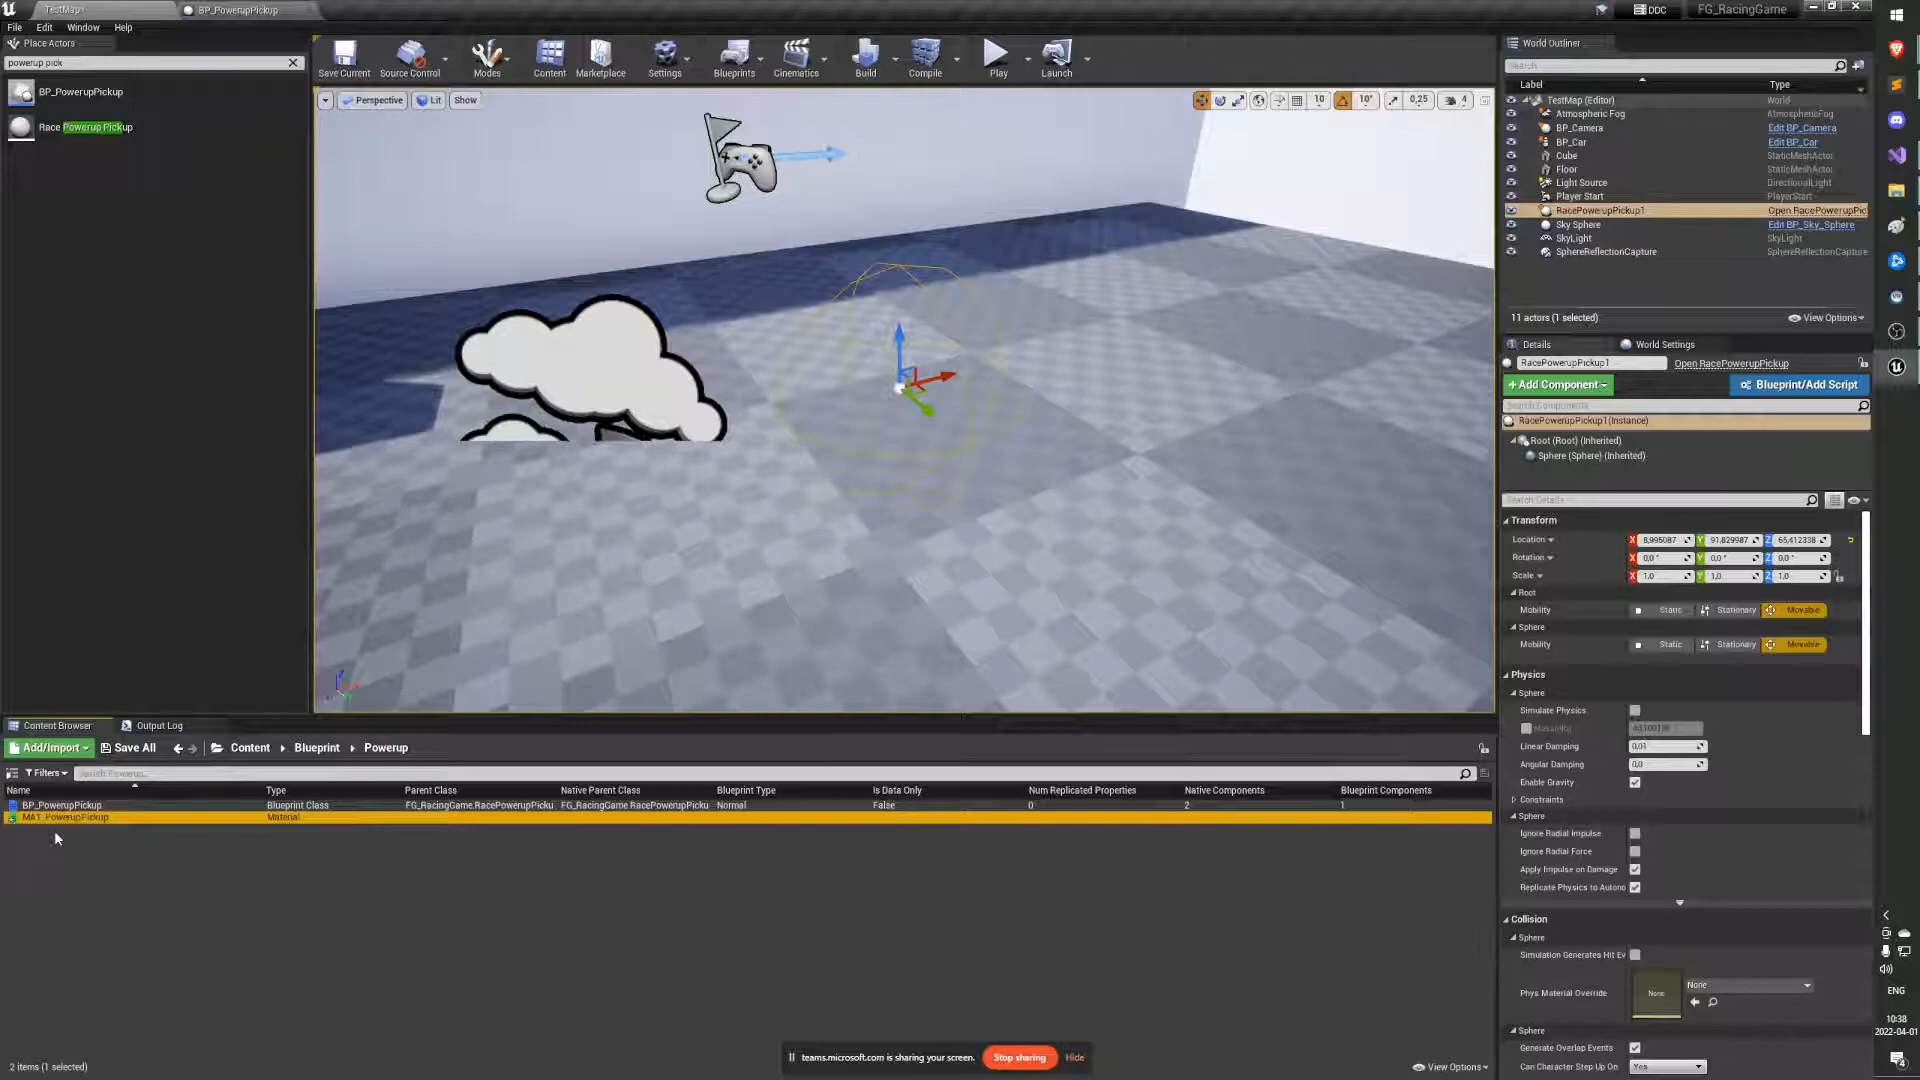 TestMap*
BP_PowerupPickup
DDC
FG_RacingGame
File Edit Window Help
Place Actors
powerup pick
BP_PowerupPickup
Race Powerup Pickup
Save Current
Source Control
Modes
Content
Marketplace
Settings
Blueprints
Cinematics
Build
Compile
Play
Launch
Perspective
Lit
Show
10
10°
0,25
4
World Outliner
Search...
Label
Type
TestMap (Editor)
World
Atmospheric Fog
AtmosphericFog
BP_Camera
Edit BP_Camera
BP_Car
Edit BP_Car
Cube
StaticMeshActor
Floor
StaticMeshActor
Light Source
DirectionalLight
Player Start
PlayerStart
RacePowerupPickup1
Open RacePowerupPic
Sky Sphere
Edit BP_Sky_Sphere
SkyLight
SkyLight
SphereReflectionCapture
SphereReflectionCapture
11 actors (1 selected)
View Options
Details
World Settings
RacePowerupPickup1
Open RacePowerupPickup
+Add Component
Blueprint/Add Script
Search Components
RacePowerupPickup1(Instance)
Root (Root) (Inherited)
Sphere (Sphere) (Inherited)
Search Details
Transform
Location X 8,995087 Y 91,829987 Z 65,412338
Rotation X 0,0 ° Y 0,0 ° Z 0,0 °
Scale X 1,0 Y 1,0 Z 1,0
Root
Mobility Static Stationary Movable
Sphere
Mobility Static Stationary Movable
Physics
Sphere
Simulate Physics
Linear Damping 0,01
Angular Damping 0,0
Enable Gravity
Constraints
Sphere
Ignore Radial Impulse
Ignore Radial Force
Apply Impulse on Damage
Replicate Physics to Autono
Collision
Sphere
Simulation Generates Hit Ev
Phys Material Override
None
None
Sphere
Generate Overlap Events
Can Character Step Up On Yes
Content Browser
Output Log
Add/Import
Save All
Content
Blueprint
Powerup
Filters
Search Powerup
Name Type Parent Class Native Parent Class Blueprint Type Is Data Only Num Replicated Properties Native Components Blueprint Components
BP_PowerupPickup Blueprint Class FG_RacingGame.RacePowerupPicku FG_RacingGame.RacePowerupPicku Normal False 0 2 1
MAT_PowerupPickup Material
2 items (1 selected)
View Options
teams.microsoft.com is sharing your screen.
Stop sharing
Hide
ENG
10:38
2022-04-01
4